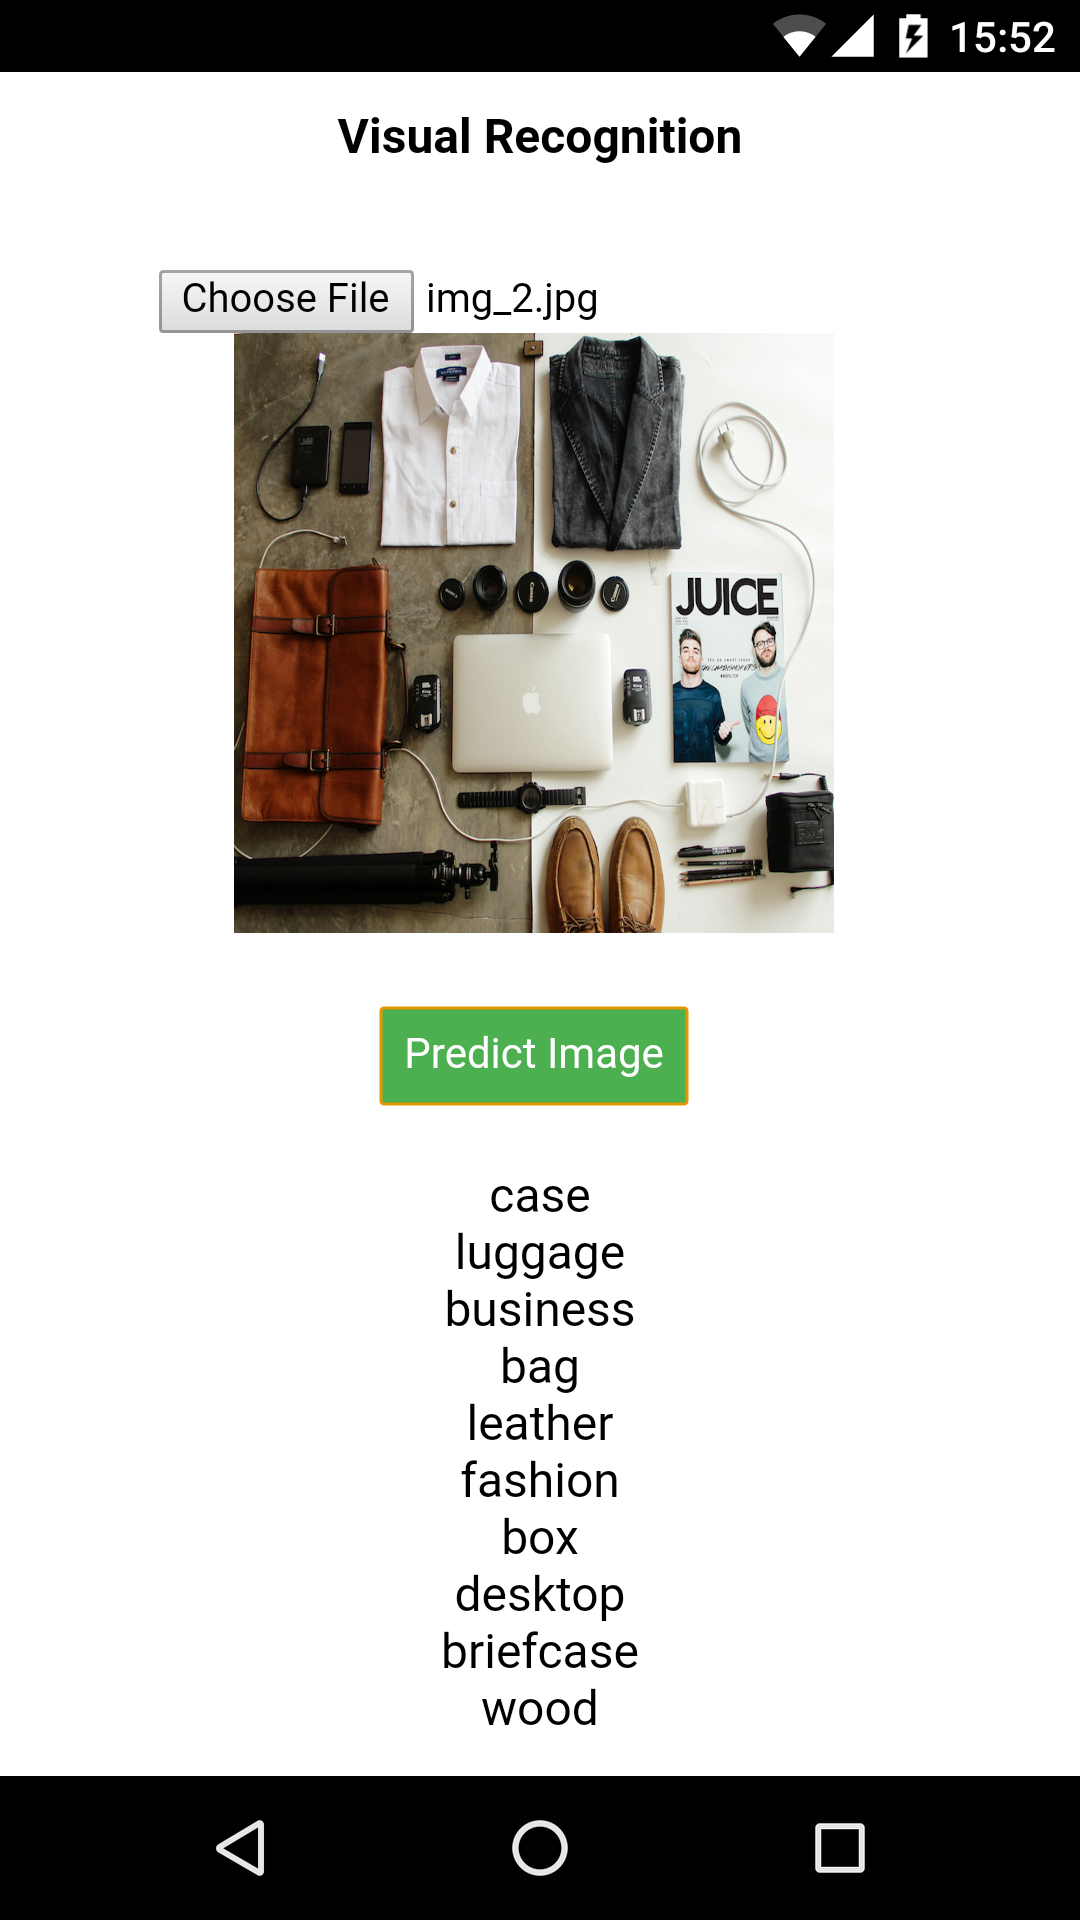 15:52
Visual Recognition
Choose File img_2.jpg
JUICE
Predict Image
case
luggage
business
bag
leather
fashion
box
desktop
briefcase
wood